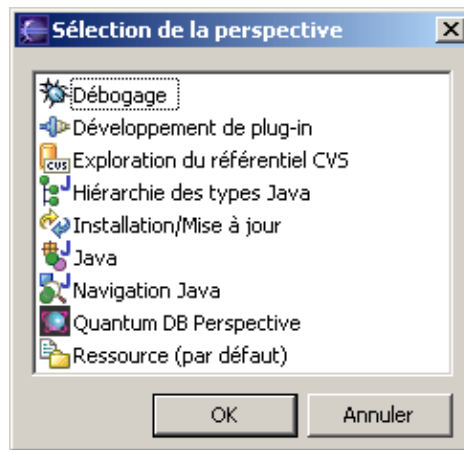 Sélection de la perspective
Débogage
Développement de plug-in
CVS Exploration du référentiel CVS
Hiérarchie des types Java
Installation/Mise à jour
Java
Navigation Java
Quantum DB Perspective
Ressource (par défaut)
OK Annuler